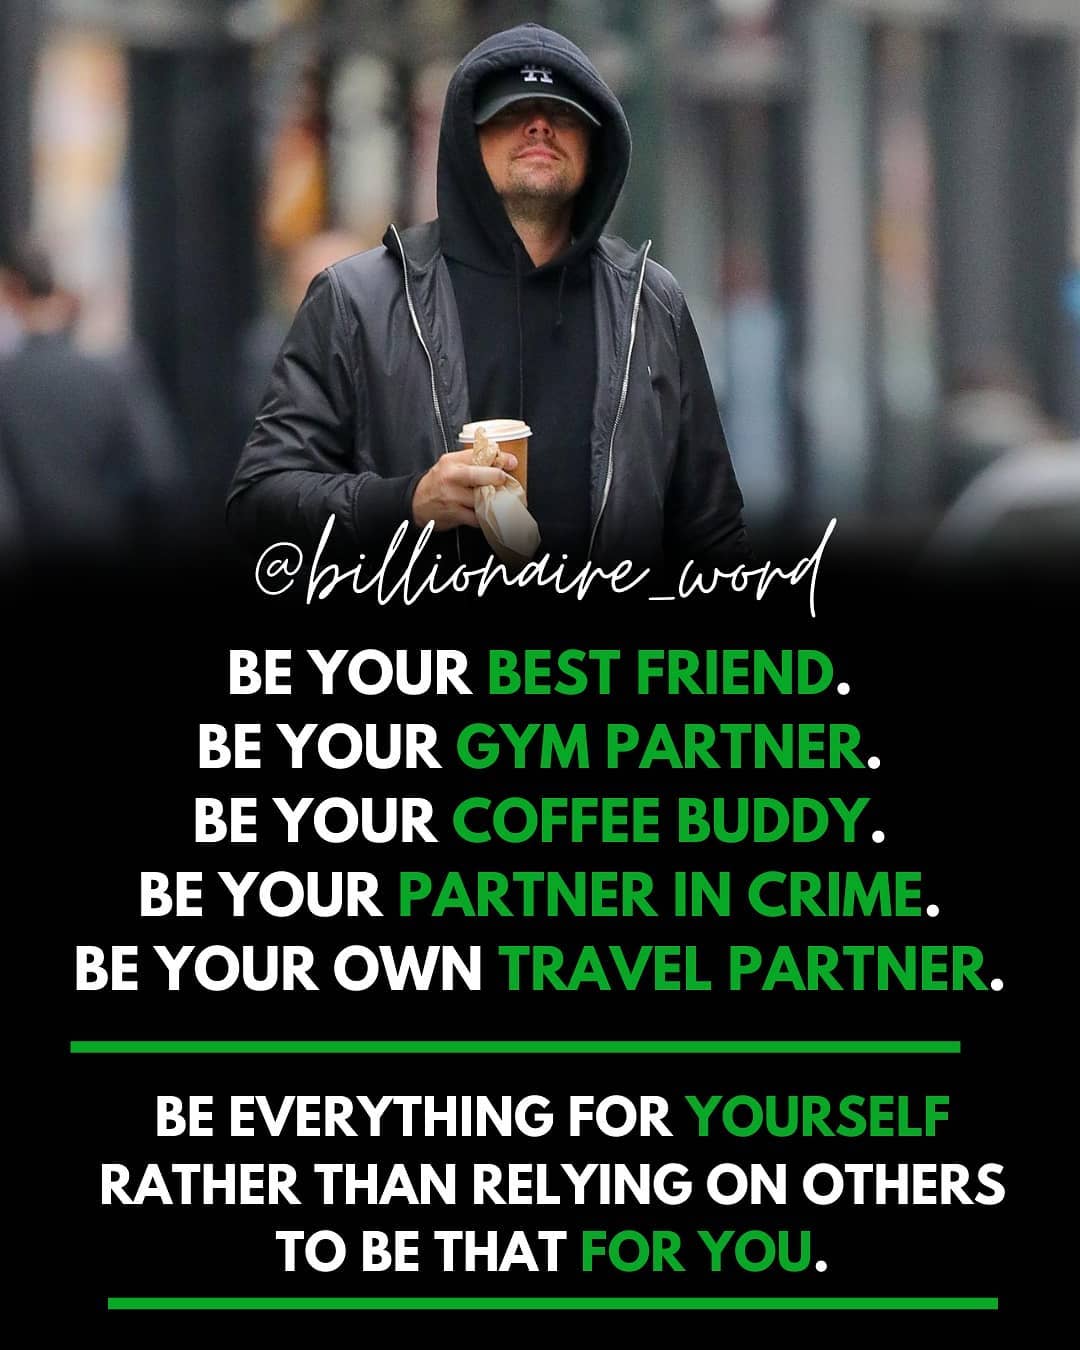 @billionaire_word
BE YOUR BEST FRIEND.
BE YOUR GYM PARTNER.
BE YOUR COFFEE BUDDY.
BE YOUR PARTNER IN CRIME.
BE YOUR OWN TRAVEL PARTNER.
BE EVERYTHING FOR YOURSELF
RATHER THAN RELYING ON OTHERS
TO BE THAT FOR YOU.